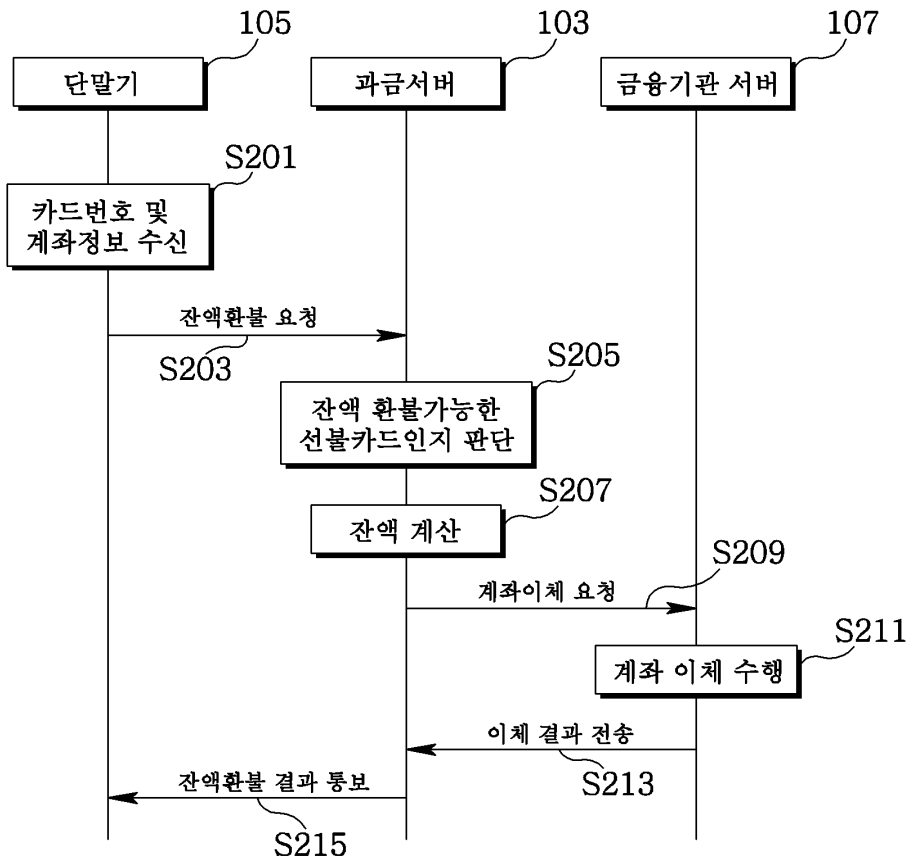 105
103
107
단말기
과금서버
금융기관 서버
S201
카드번호 및
계좌정보 수신
잔액환불 요청
S203
S205
잔액 환불가능한
선불카드인지 판단
S207
잔액 계산
S209
계좌이체 요청
S211
계좌 이체 수행
이체 결과 전송
S213
잔액환불 결과 통보
S215